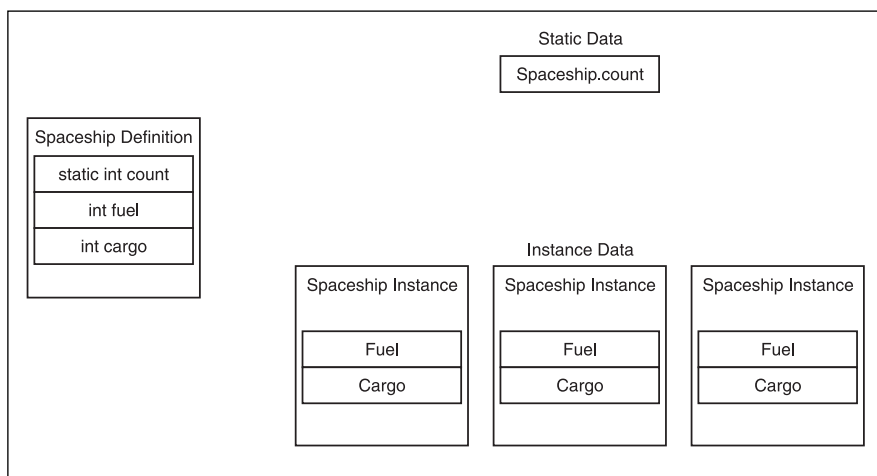 Static Data
Spaceship.count
Spaceship Definition
static int count
int fuel
int cargo
Instance Data
Spaceship Instance
Fuel
Cargo
Spaceship Instance
Fuel
Cargo
Spaceship Instance
Fuel
Cargo